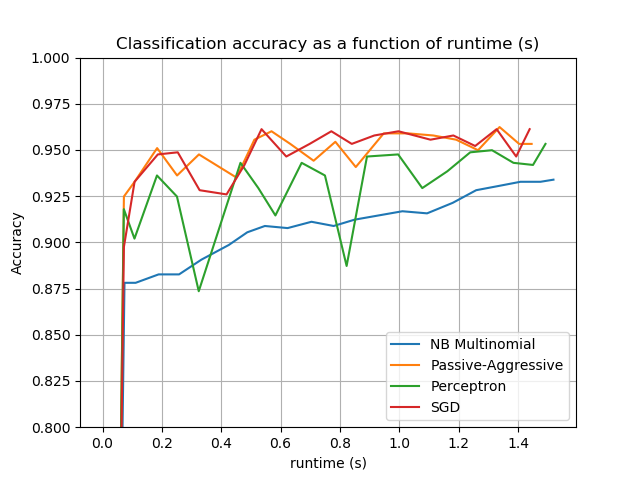 Classification accuracy as a function of runtime (s)
1.000
0.975
0.950
0.925
0.900
0.875
0.850
0.825
0.800
Accuracy
NB Multinomial
Passive-Aggressive
Perceptron
SGD
0.0 0.2 0.4 0.6 0.8 1.0 1.2 1.4
runtime (s)